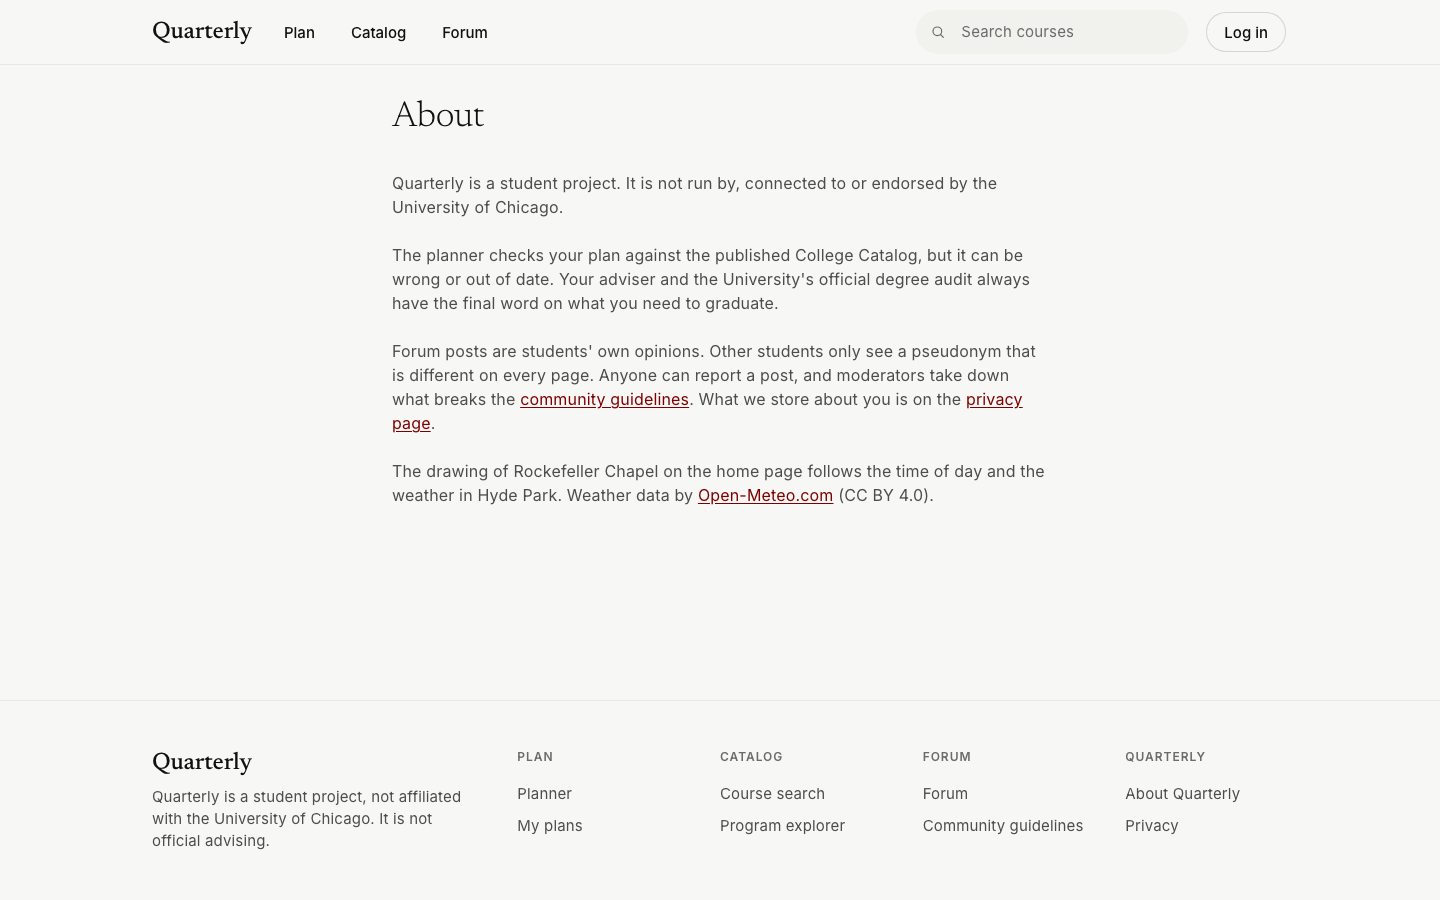 Quarterly
Plan
Catalog
Forum
Search courses
Log in
About
Quarterly is a student project. It is not run by, connected to or endorsed by the
University of Chicago.
The planner checks your plan against the published College Catalog, but it can be
wrong or out of date. Your adviser and the University's official degree audit always
have the final word on what you need to graduate.
Forum posts are students' own opinions. Other students only see a pseudonym that
is different on every page. Anyone can report a post, and moderators take down
what breaks the community guidelines. What we store about you is on the privacy
page.
The drawing of Rockefeller Chapel on the home page follows the time of day and the
weather in Hyde Park. Weather data by Open-Meteo.com (CC BY 4.0).
Quarterly
Quarterly is a student project, not affiliated
with the University of Chicago. It is not
official advising.
PLAN
Planner
My plans
CATALOG
Course search
Program explorer
FORUM
Forum
Community guidelines
QUARTERLY
About Quarterly
Privacy